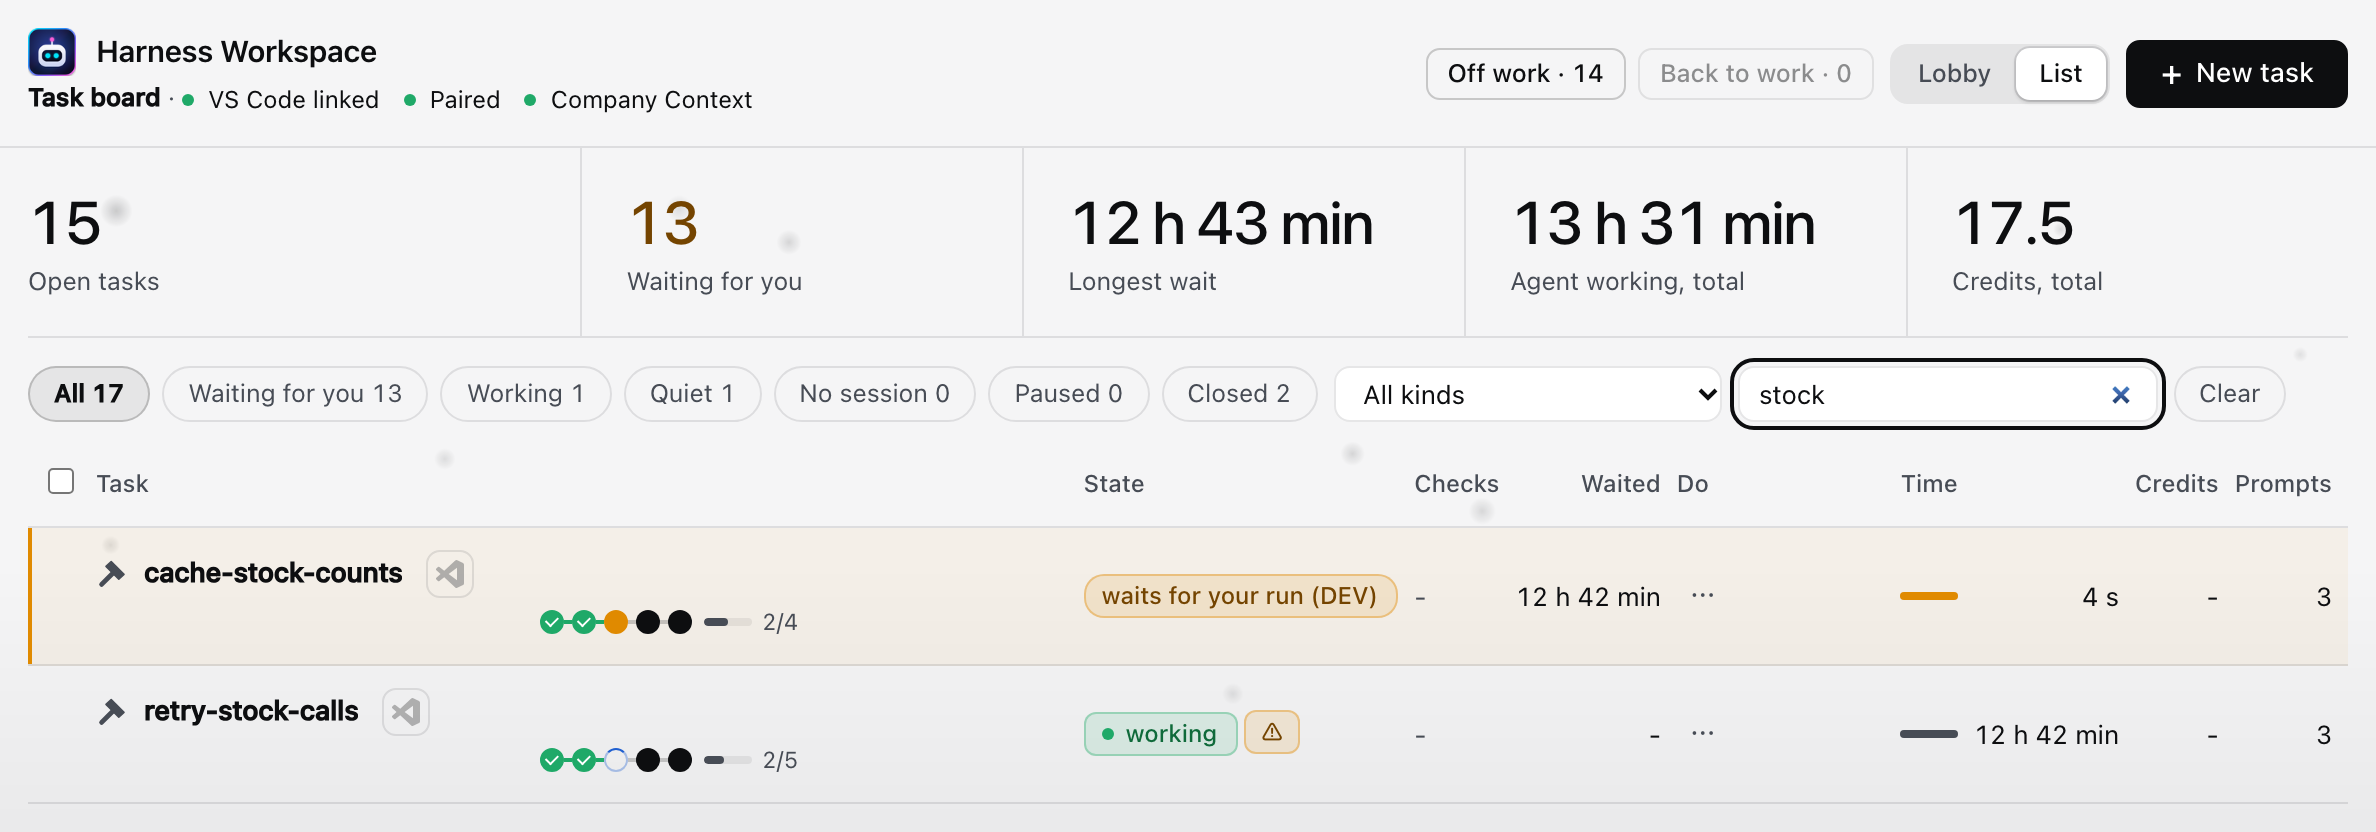 Harness Workspace
Task board · VS Code linked Paired Company Context
Off work · 14 Back to work · 0 Lobby List + New task
15 13 12 h 43 min 13 h 31 min 17.5
Open tasks Waiting for you Longest wait Agent working, total Credits, total
All 17 Waiting for you 13 Working 1 Quiet 1 No session 0 Paused 0 Closed 2 All kinds stock Clear
Task State Checks Waited Do Time Credits Prompts
cache-stock-counts
waits for your run (DEV) - 12 h 42 min ··· 4 s - 3
2/4
retry-stock-calls
working - - ··· 12 h 42 min - 3
2/5